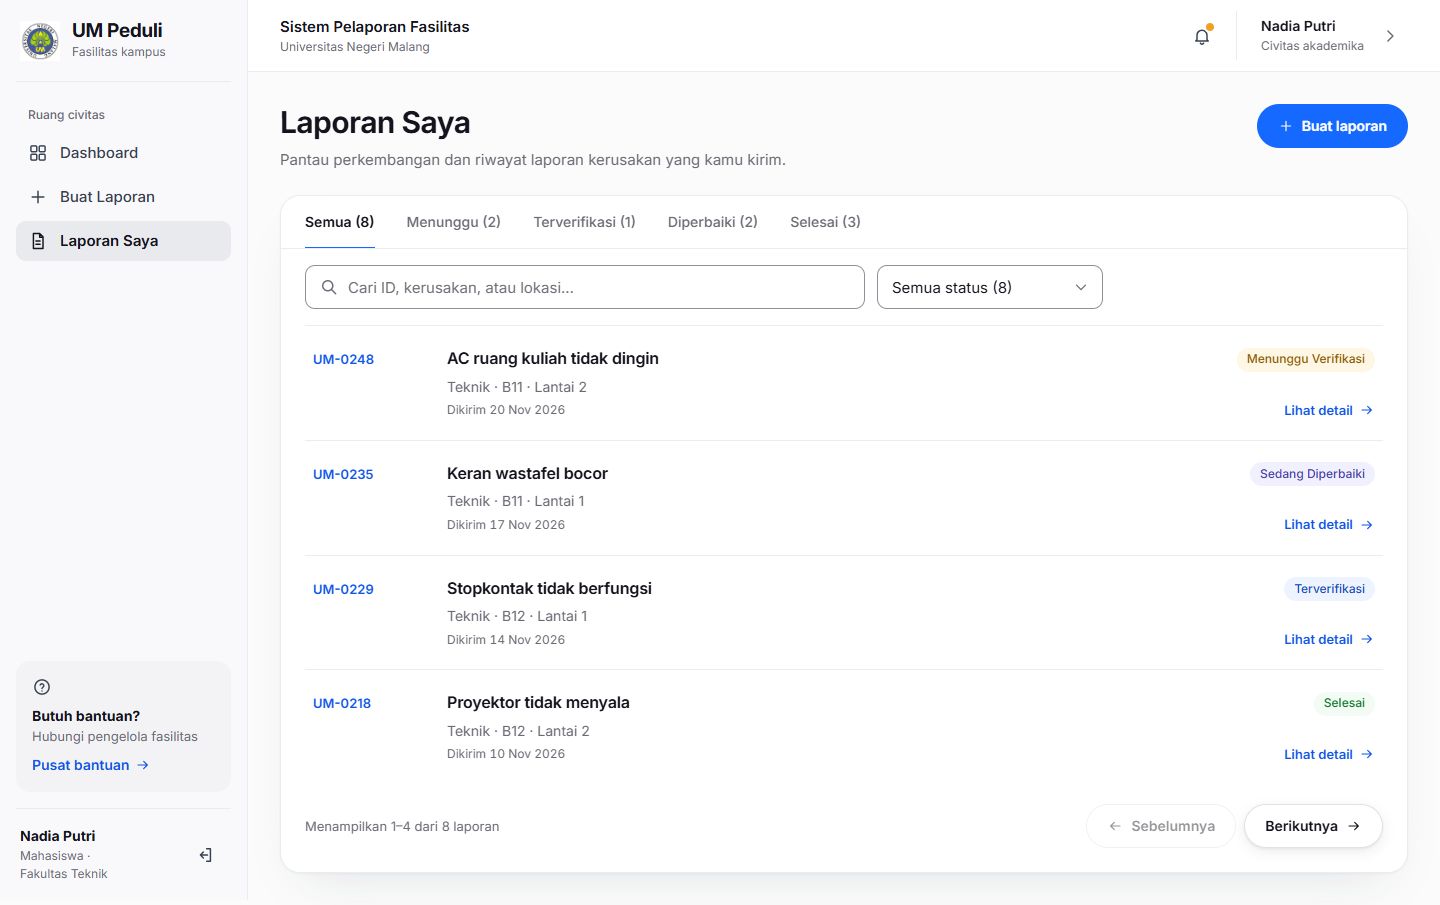 UM Peduli
Fasilitas kampus
Ruang civitas
Dashboard
Buat Laporan
Laporan Saya
Butuh bantuan?
Hubungi pengelola fasilitas
Pusat bantuan →
Nadia Putri
Mahasiswa ·
Fakultas Teknik
Sistem Pelaporan Fasilitas
Universitas Negeri Malang
Nadia Putri
Civitas akademika
Laporan Saya
Pantau perkembangan dan riwayat laporan kerusakan yang kamu kirim.
+ Buat laporan
Semua (8) Menunggu (2) Terverifikasi (1) Diperbaiki (2) Selesai (3)
Cari ID, kerusakan, atau lokasi...
Semua status (8)
UM-0248 AC ruang kuliah tidak dingin Menunggu Verifikasi
Teknik · B11 · Lantai 2
Dikirim 20 Nov 2026 Lihat detail →
UM-0235 Keran wastafel bocor Sedang Diperbaiki
Teknik · B11 · Lantai 1
Dikirim 17 Nov 2026 Lihat detail →
UM-0229 Stopkontak tidak berfungsi Terverifikasi
Teknik · B12 · Lantai 1
Dikirim 14 Nov 2026 Lihat detail →
UM-0218 Proyektor tidak menyala Selesai
Teknik · B12 · Lantai 2
Dikirim 10 Nov 2026 Lihat detail →
Menampilkan 1–4 dari 8 laporan
← Sebelumnya
Berikutnya →